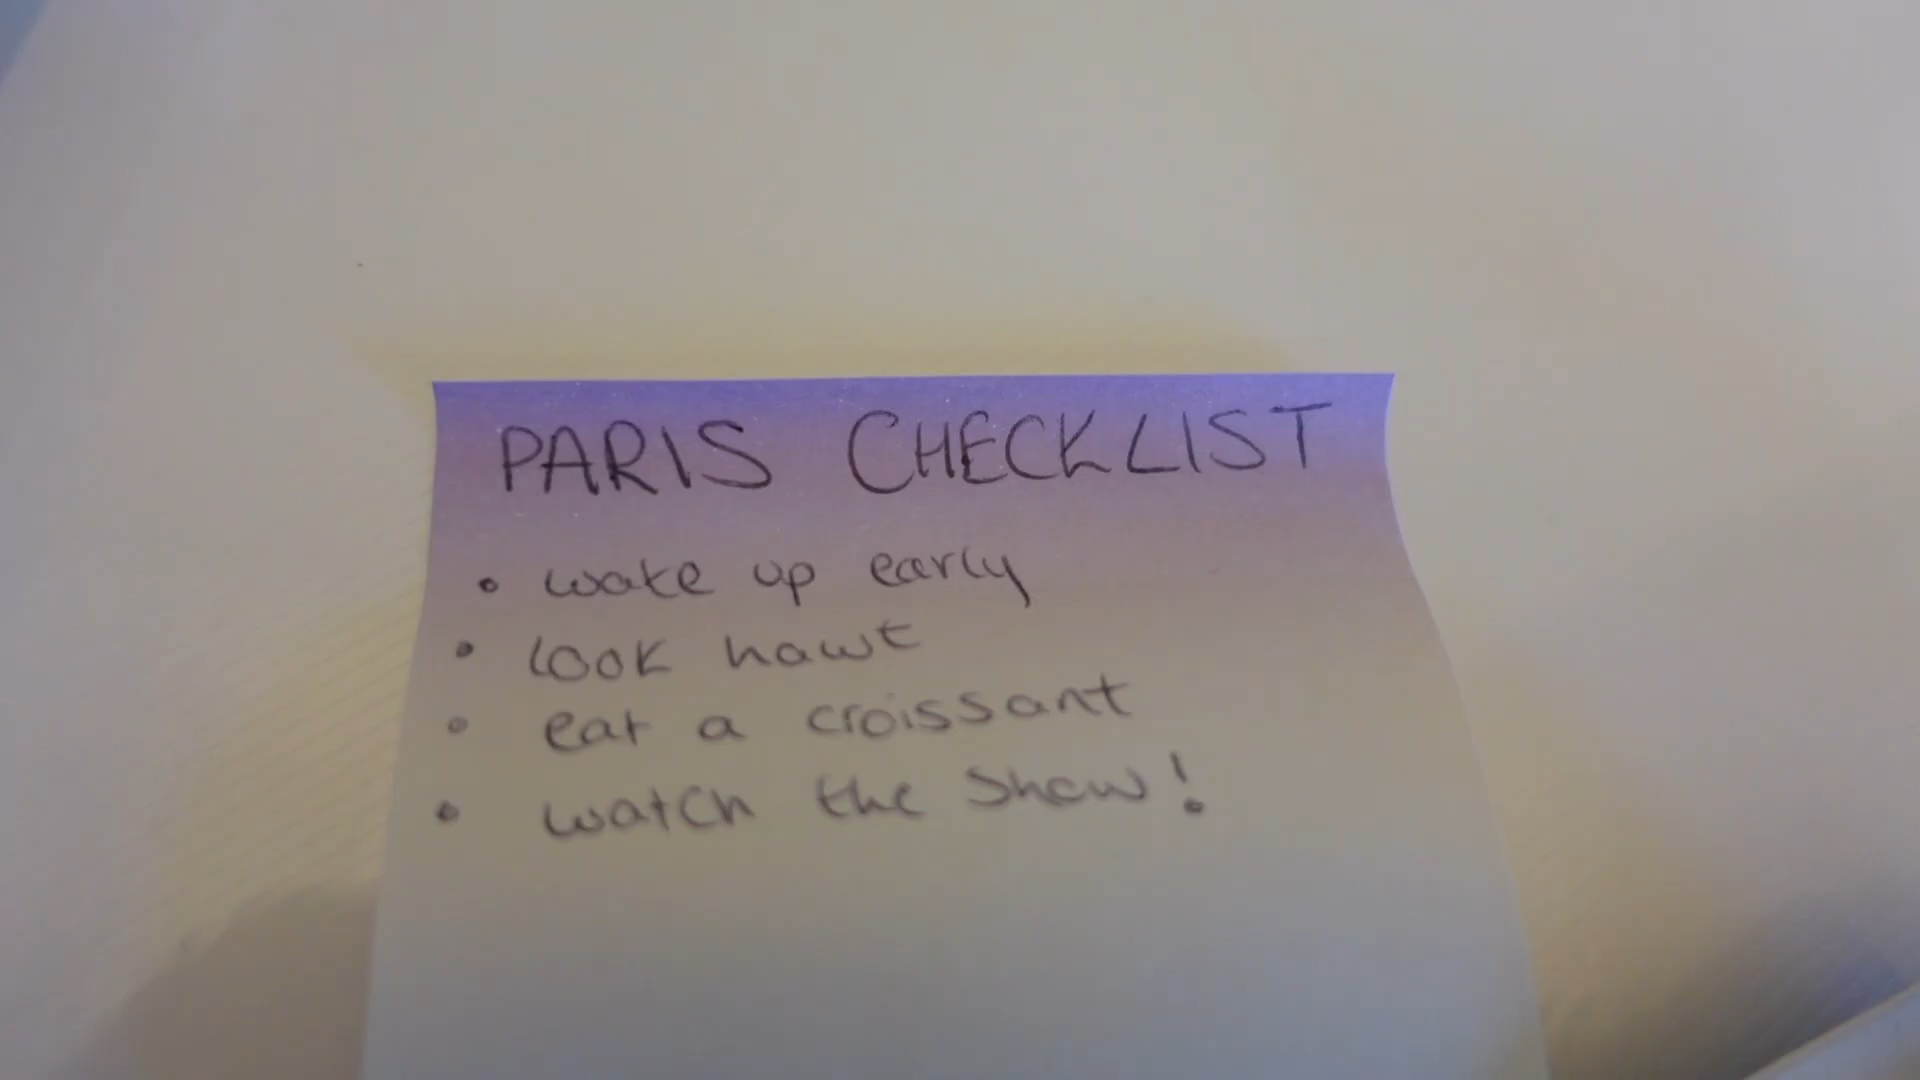 PARIS CHECKLIST
• wake up early
• look hawt
• eat a croissant
• watch the show!